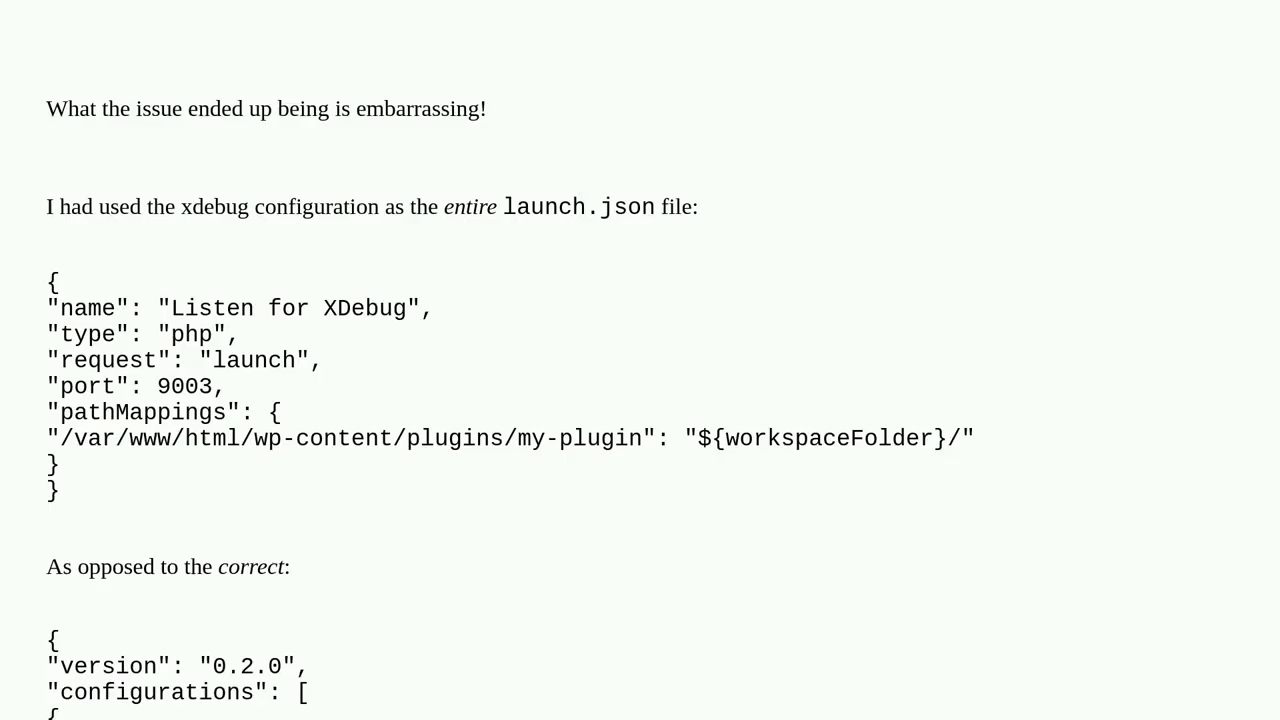 What the issue ended up being is embarrassing!
I had used the xdebug configuration as the entire launch.json file:
{
"name": "Listen for XDebug",
"type": "php",
"request": "launch",
"port": 9003,
"pathMappings": {
"/var/www/html/wp-content/plugins/my-plugin": "${workspaceFolder}/"
}
}
As opposed to the correct:
{
"version": "0.2.0",
"configurations": [
{